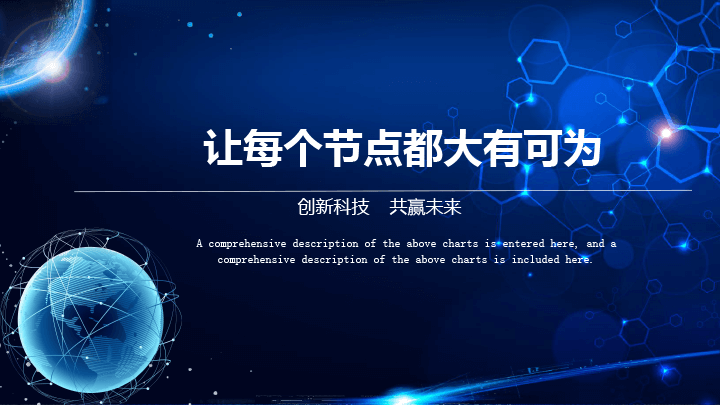 让每个节点都大有可为
创新科技 共赢未来
A comprehensive description of the above charts is entered here, and a
comprehensive description of the above charts is included here.